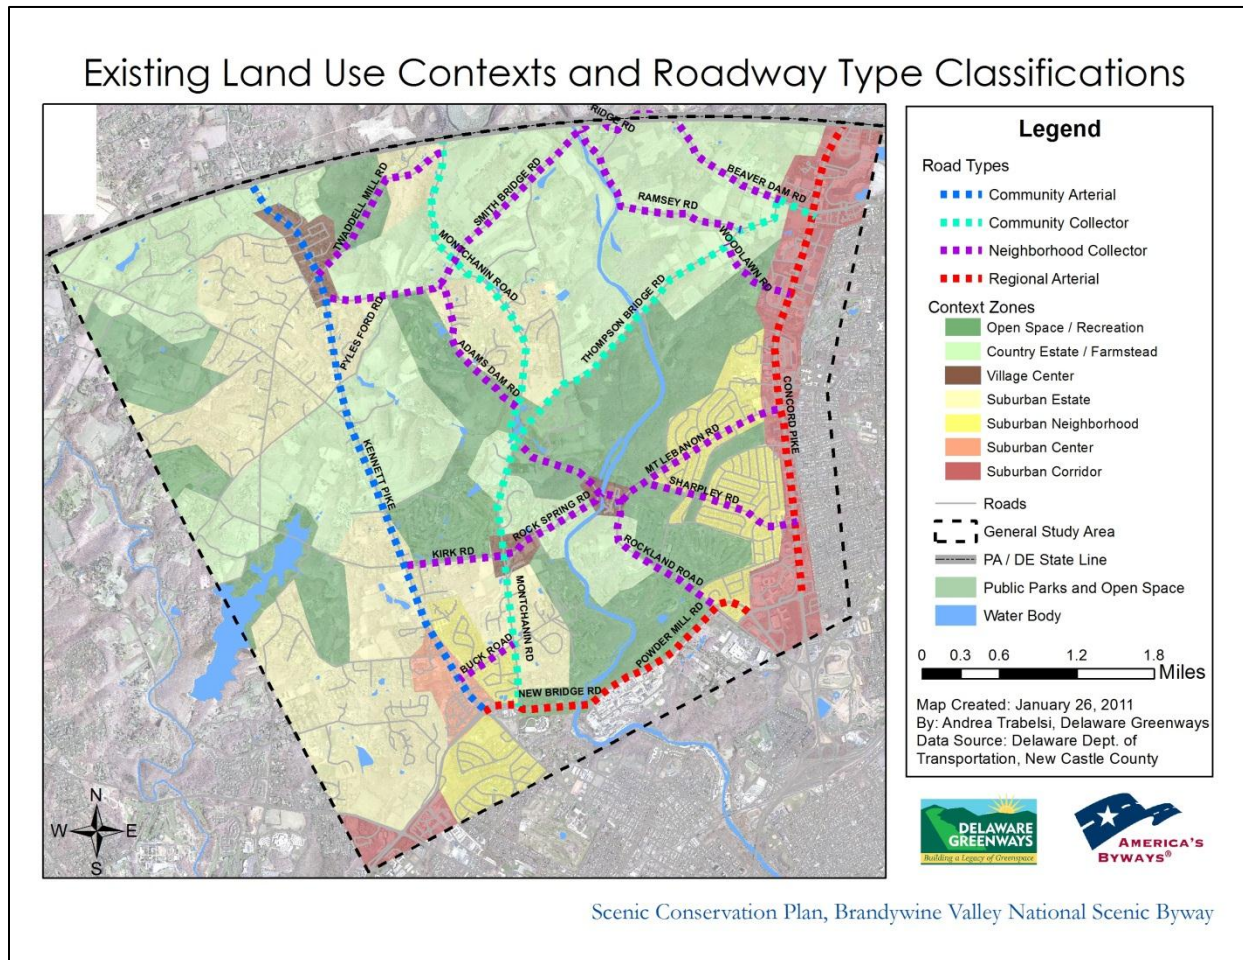 Existing Land Use Contexts and Roadway Type Classifications
RIDGE RD
TWADDELL MILL RD
SMITH BRIDGE RD
BEAVER DAM RD
RAMSEY RD
MONTCHANIN ROAD
WOODLAWN RD
THOMPSON BRIDGE RD
PYLES FORD RD
ADAMS DAM RD
CONCORD PIKE
KENNETT PIKE
MT LEBANON RD
SHARPLEY RD
ROCK SPRING RD
KIRK RD
ROCKLAND ROAD
MONTCHANIN RD
BUCK ROAD
POWDER MILL RD
NEW BRIDGE RD
N
W E
S
Legend
Road Types
Community Arterial
Community Collector
Neighborhood Collector
Regional Arterial
Context Zones
Open Space / Recreation
Country Estate / Farmstead
Village Center
Suburban Estate
Suburban Neighborhood
Suburban Center
Suburban Corridor
Roads
General Study Area
PA / DE State Line
Public Parks and Open Space
Water Body
0 0.3 0.6 1.2 1.8
Miles
Map Created: January 26, 2011
By: Andrea Trabelsi, Delaware Greenways
Data Source: Delaware Dept. of
Transportation, New Castle County
DELAWARE
GREENWAYS
Building a Legacy of Greenspace
AMERICA'S
BYWAYS®
Scenic Conservation Plan, Brandywine Valley National Scenic Byway